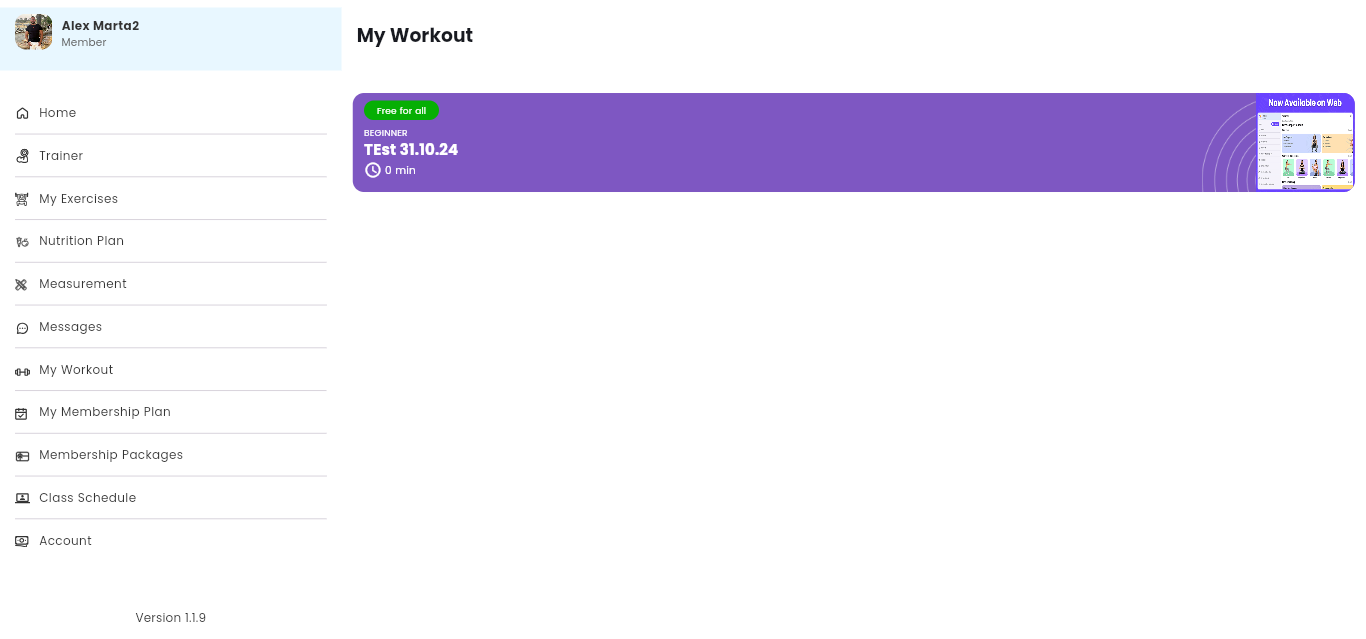 Alex Marta2
Member
Home
Trainer
My Exercises
Nutrition Plan
Measurement
Messages
My Workout
My Membership Plan
Membership Packages
Class Schedule
Account
Version 1.1.9
My Workout
Free for all
BEGINNER
TEst 31.10.24
0 min
Now Available on Web